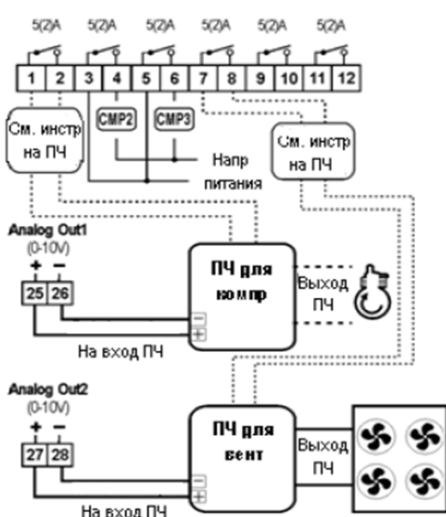 5(2)A 5(2)A 5(2)A 5(2)A 5(2)A 5(2)A
1 2 3 4 5 6 7 8 9 10 11 12
См. инстр
на ПЧ
CMP2
CMP3
Напр
питания
См. инстр
на ПЧ
Analog Out1
(0-10V)
+ −
25 26
ПЧ для
компр
Выход
ПЧ
−
+
На вход ПЧ
Analog Out2
(0-10V)
+ −
27 28
ПЧ для
вент
Выход
ПЧ
−
+
На вход ПЧ